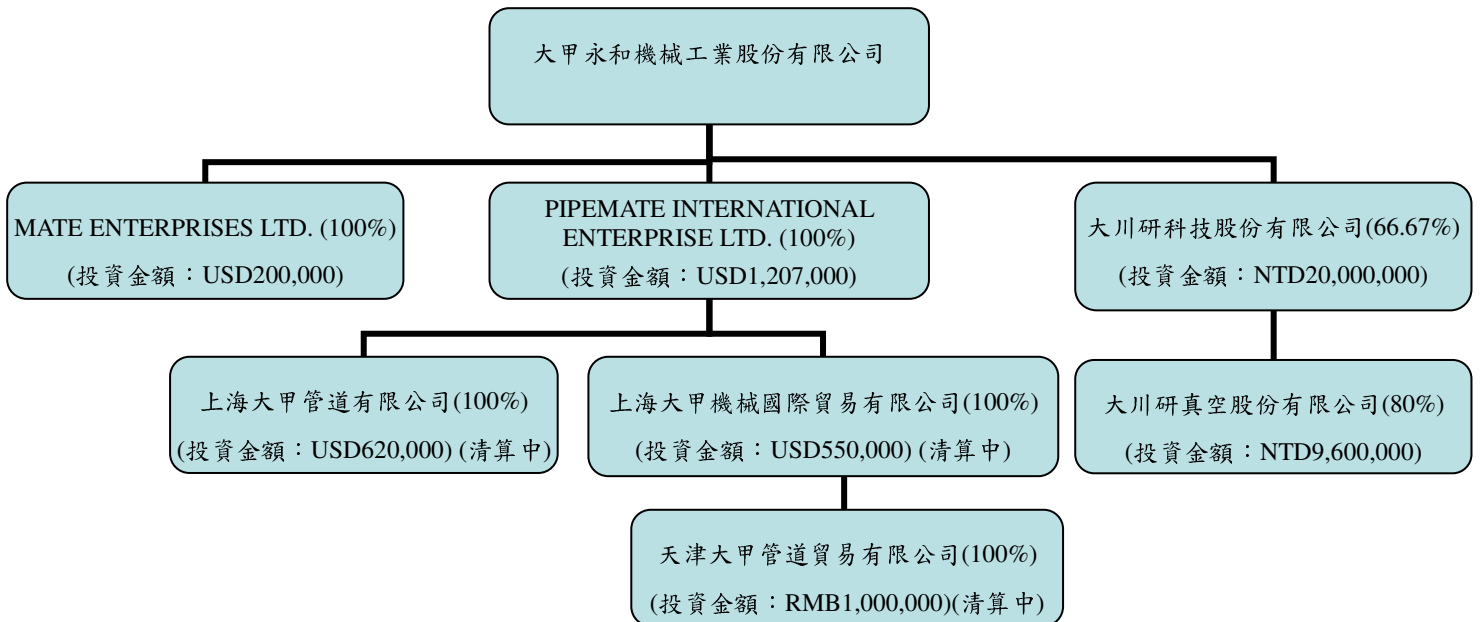 大甲永和機械工業股份有限公司
MATE ENTERPRISES LTD. (100%)
(投資金額：USD200,000)
PIPEMATE INTERNATIONAL
ENTERPRISE LTD. (100%)
(投資金額：USD1,207,000)
大川研科技股份有限公司(66.67%)
(投資金額：NTD20,000,000)
上海大甲管道有限公司(100%)
(投資金額：USD620,000) (清算中)
上海大甲機械國際貿易有限公司(100%)
(投資金額：USD550,000) (清算中)
大川研真空股份有限公司(80%)
(投資金額：NTD9,600,000)
天津大甲管道貿易有限公司(100%)
(投資金額：RMB1,000,000)(清算中)